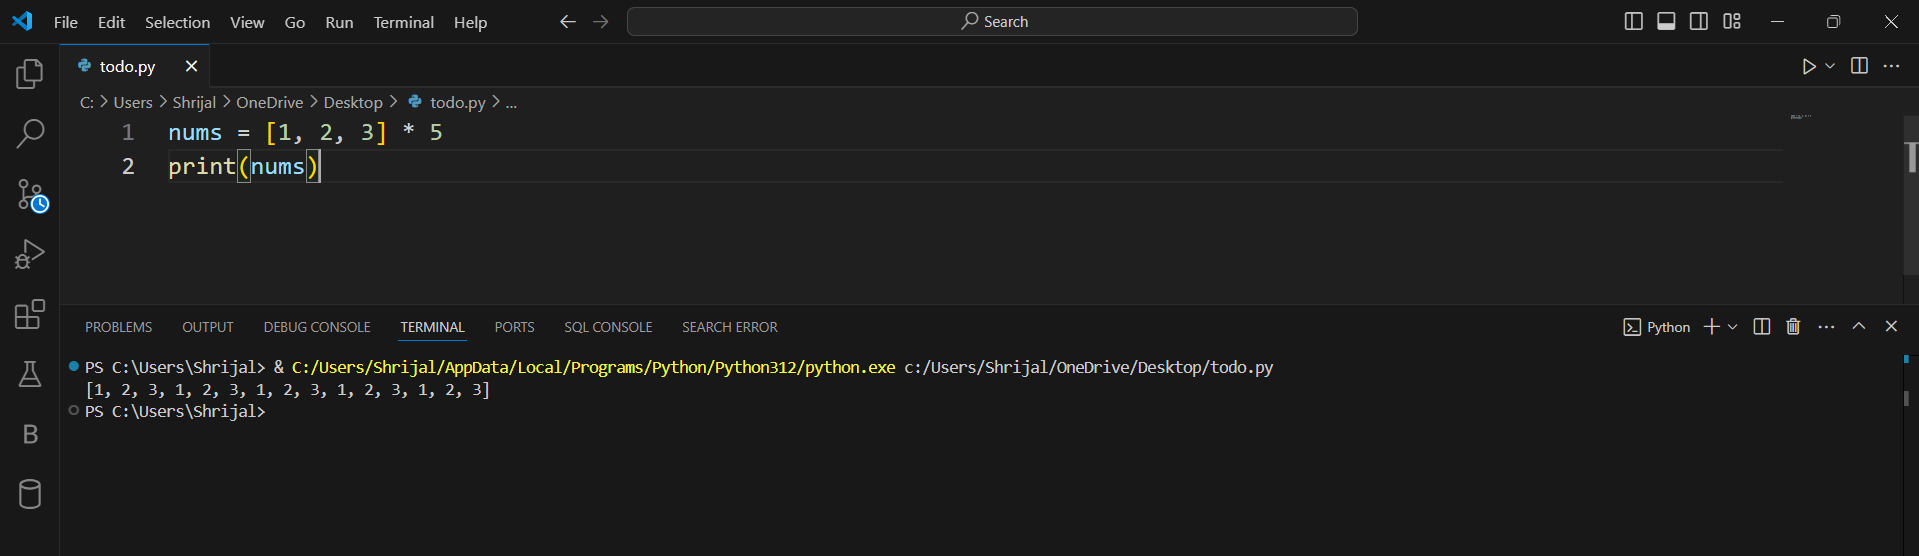 File Edit Selection View Go Run Terminal Help Search
todo.py
C: > Users > Shrijal > OneDrive > Desktop > todo.py > ...
1 nums = [1, 2, 3] * 5
2 print(nums)
PROBLEMS OUTPUT DEBUG CONSOLE TERMINAL PORTS SQL CONSOLE SEARCH ERROR Python
PS C:\Users\Shrijal> & C:/Users/Shrijal/AppData/Local/Programs/Python/Python312/python.exe c:/Users/Shrijal/OneDrive/Desktop/todo.py
[1, 2, 3, 1, 2, 3, 1, 2, 3, 1, 2, 3, 1, 2, 3]
PS C:\Users\Shrijal>
B